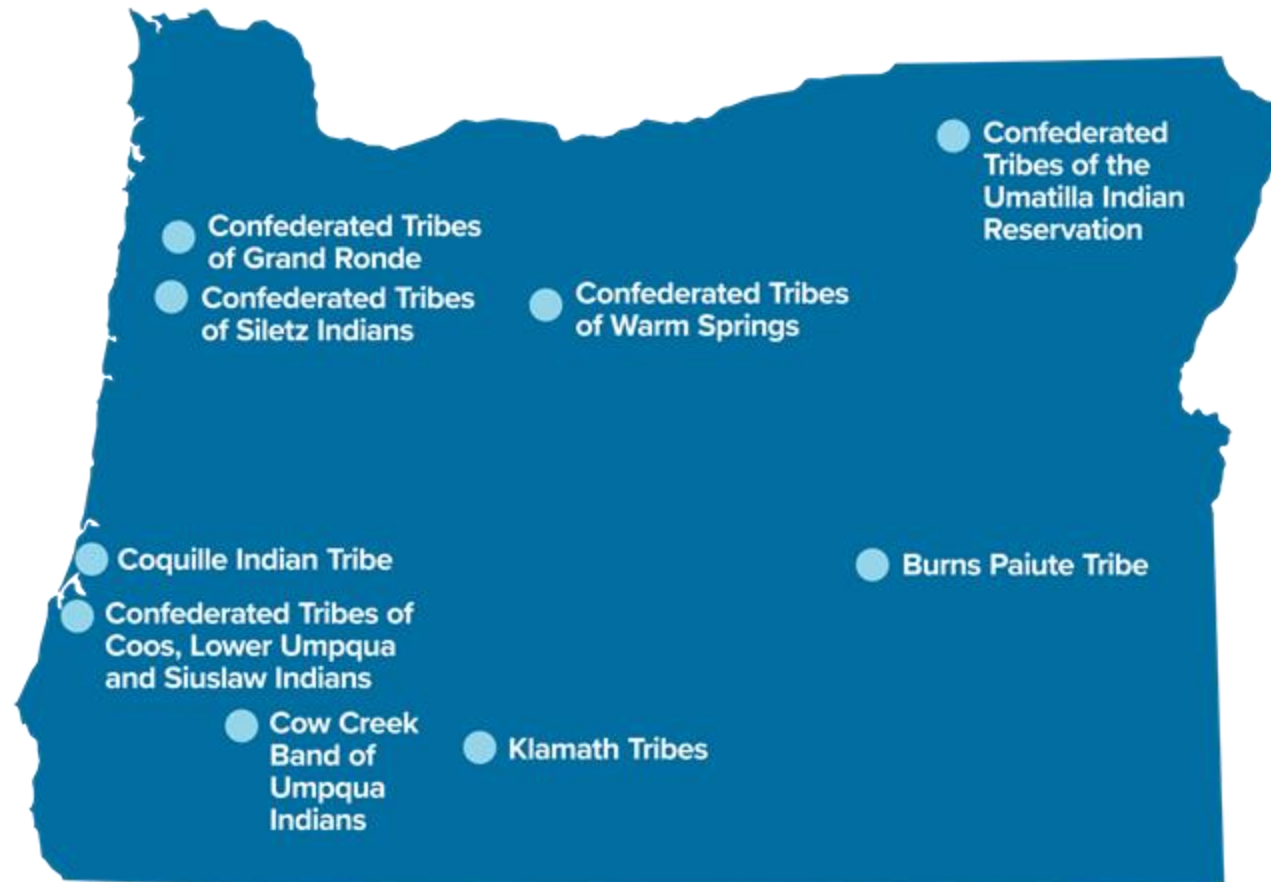 Confederated
Tribes of the
Umatilla Indian
Reservation
Confederated Tribes
of Grand Ronde
Confederated Tribes
of Siletz Indians
Confederated Tribes
of Warm Springs
Coquille Indian Tribe
Burns Paiute Tribe
Confederated Tribes of
Coos, Lower Umpqua
and Siuslaw Indians
Cow Creek
Band of
Umpqua
Indians
Klamath Tribes